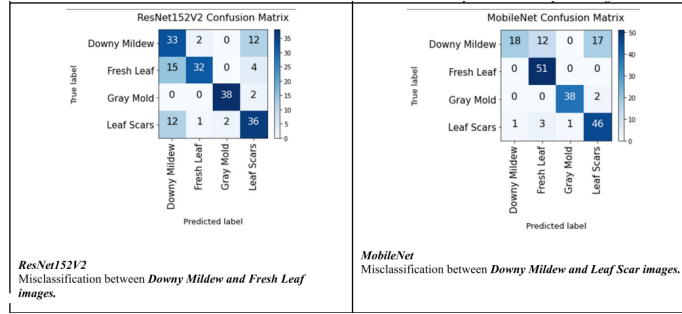 ResNet152V2 Confusion Matrix
True label
Downy Mildew 33 2 0 12
Fresh Leaf 15 32 0 4
Gray Mold 0 0 38 2
Leaf Scars 12 1 2 36
35
30
25
20
15
10
5
0
Downy Mildew
Fresh Leaf
Gray Mold
Leaf Scars
Predicted label
ResNet152V2
Misclassification between Downy Mildew and Fresh Leaf
images.
MobileNet Confusion Matrix
True label
Downy Mildew 18 12 0 17
Fresh Leaf 0 51 0 0
Gray Mold 0 0 38 2
Leaf Scars 1 3 1 46
50
40
30
20
10
0
Downy Mildew
Fresh Leaf
Gray Mold
Leaf Scars
Predicted label
MobileNet
Misclassification between Downy Mildew and Leaf Scar images.